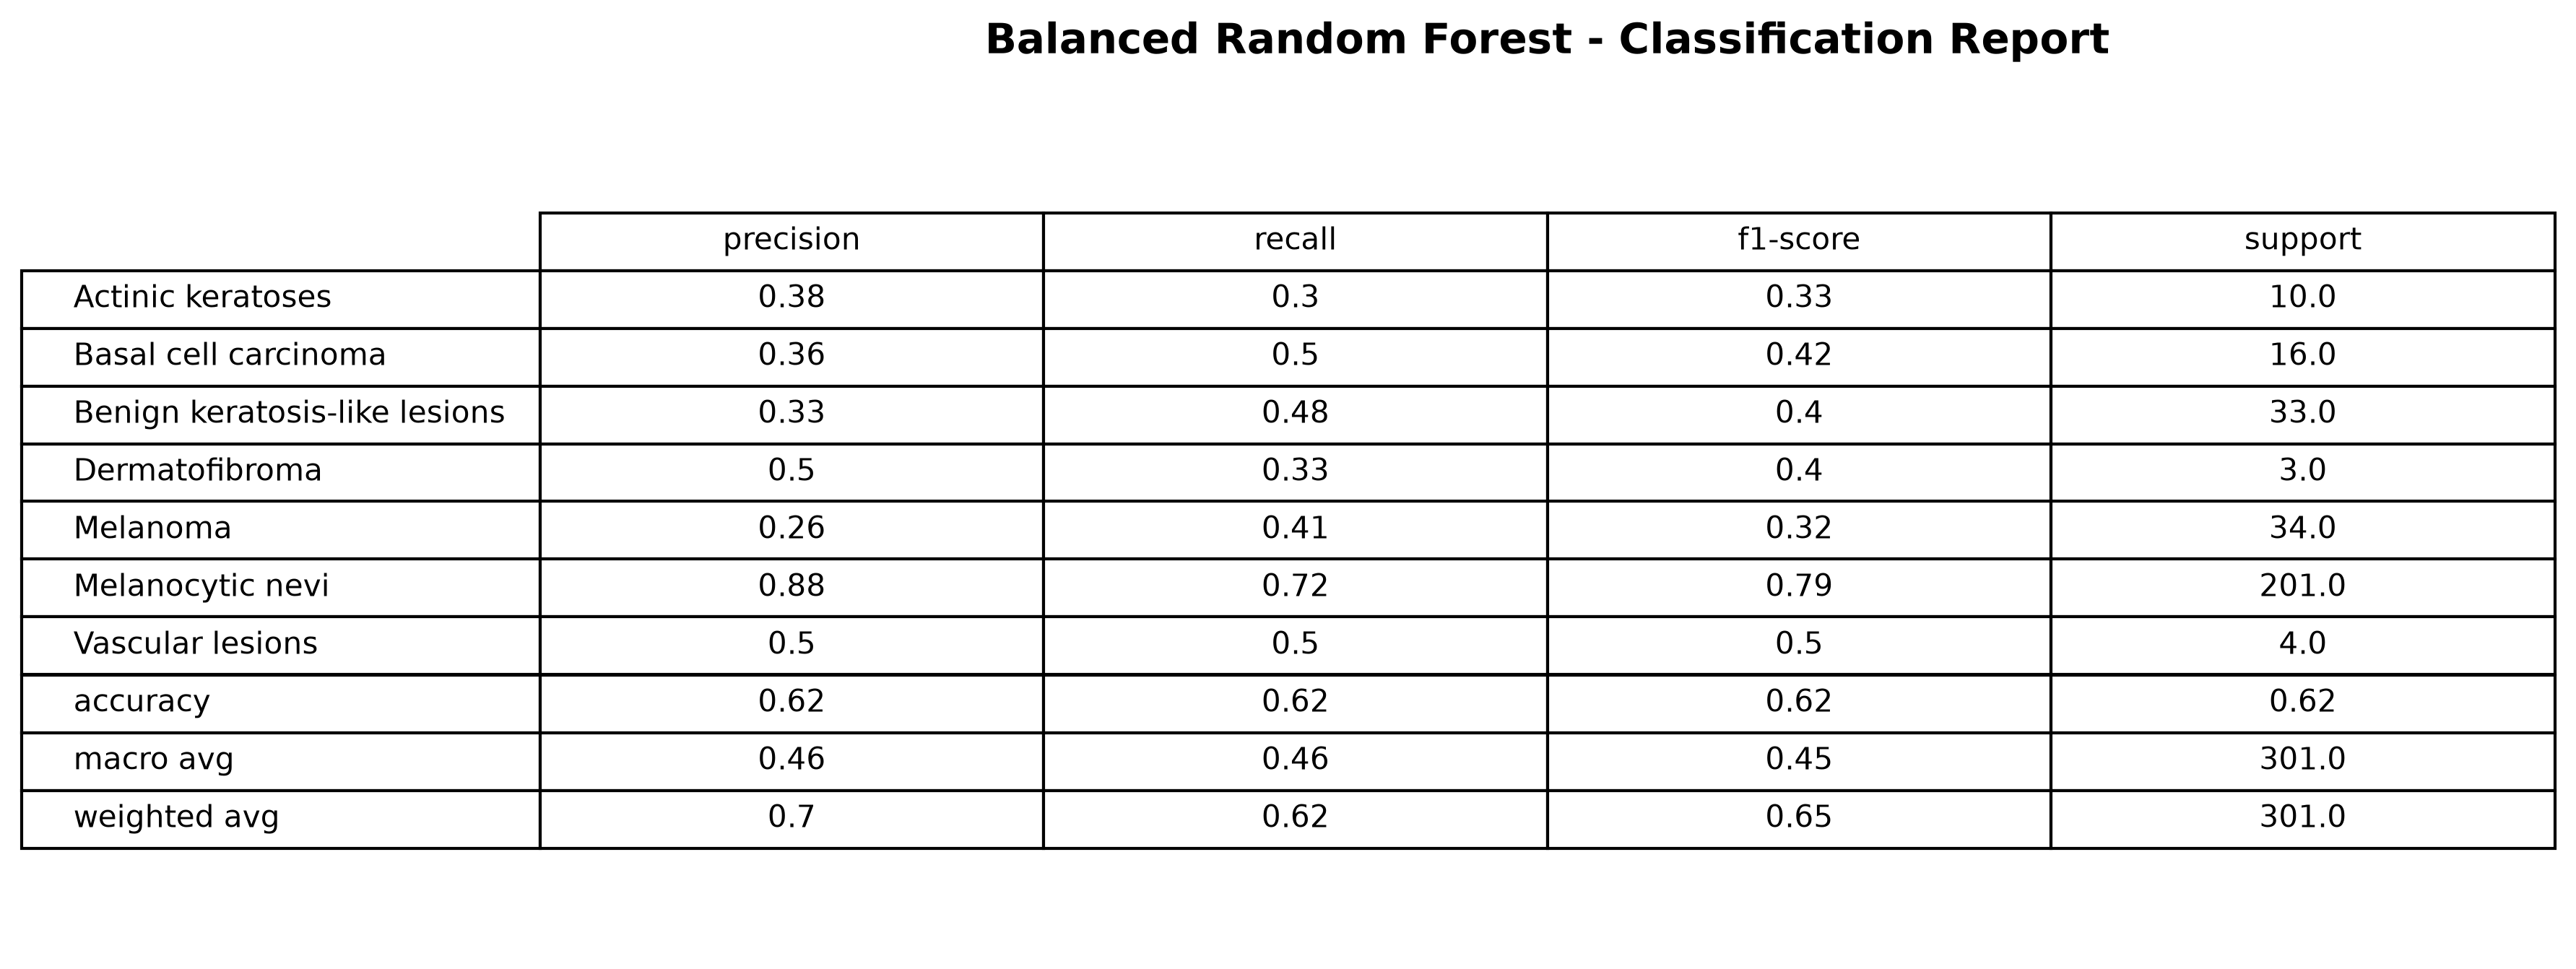 Balanced Random Forest - Classification Report
precision recall f1-score support
Actinic keratoses 0.38 0.3 0.33 10.0
Basal cell carcinoma 0.36 0.5 0.42 16.0
Benign keratosis-like lesions 0.33 0.48 0.4 33.0
Dermatofibroma 0.5 0.33 0.4 3.0
Melanoma 0.26 0.41 0.32 34.0
Melanocytic nevi 0.88 0.72 0.79 201.0
Vascular lesions 0.5 0.5 0.5 4.0
accuracy 0.62 0.62 0.62 0.62
macro avg 0.46 0.46 0.45 301.0
weighted avg 0.7 0.62 0.65 301.0